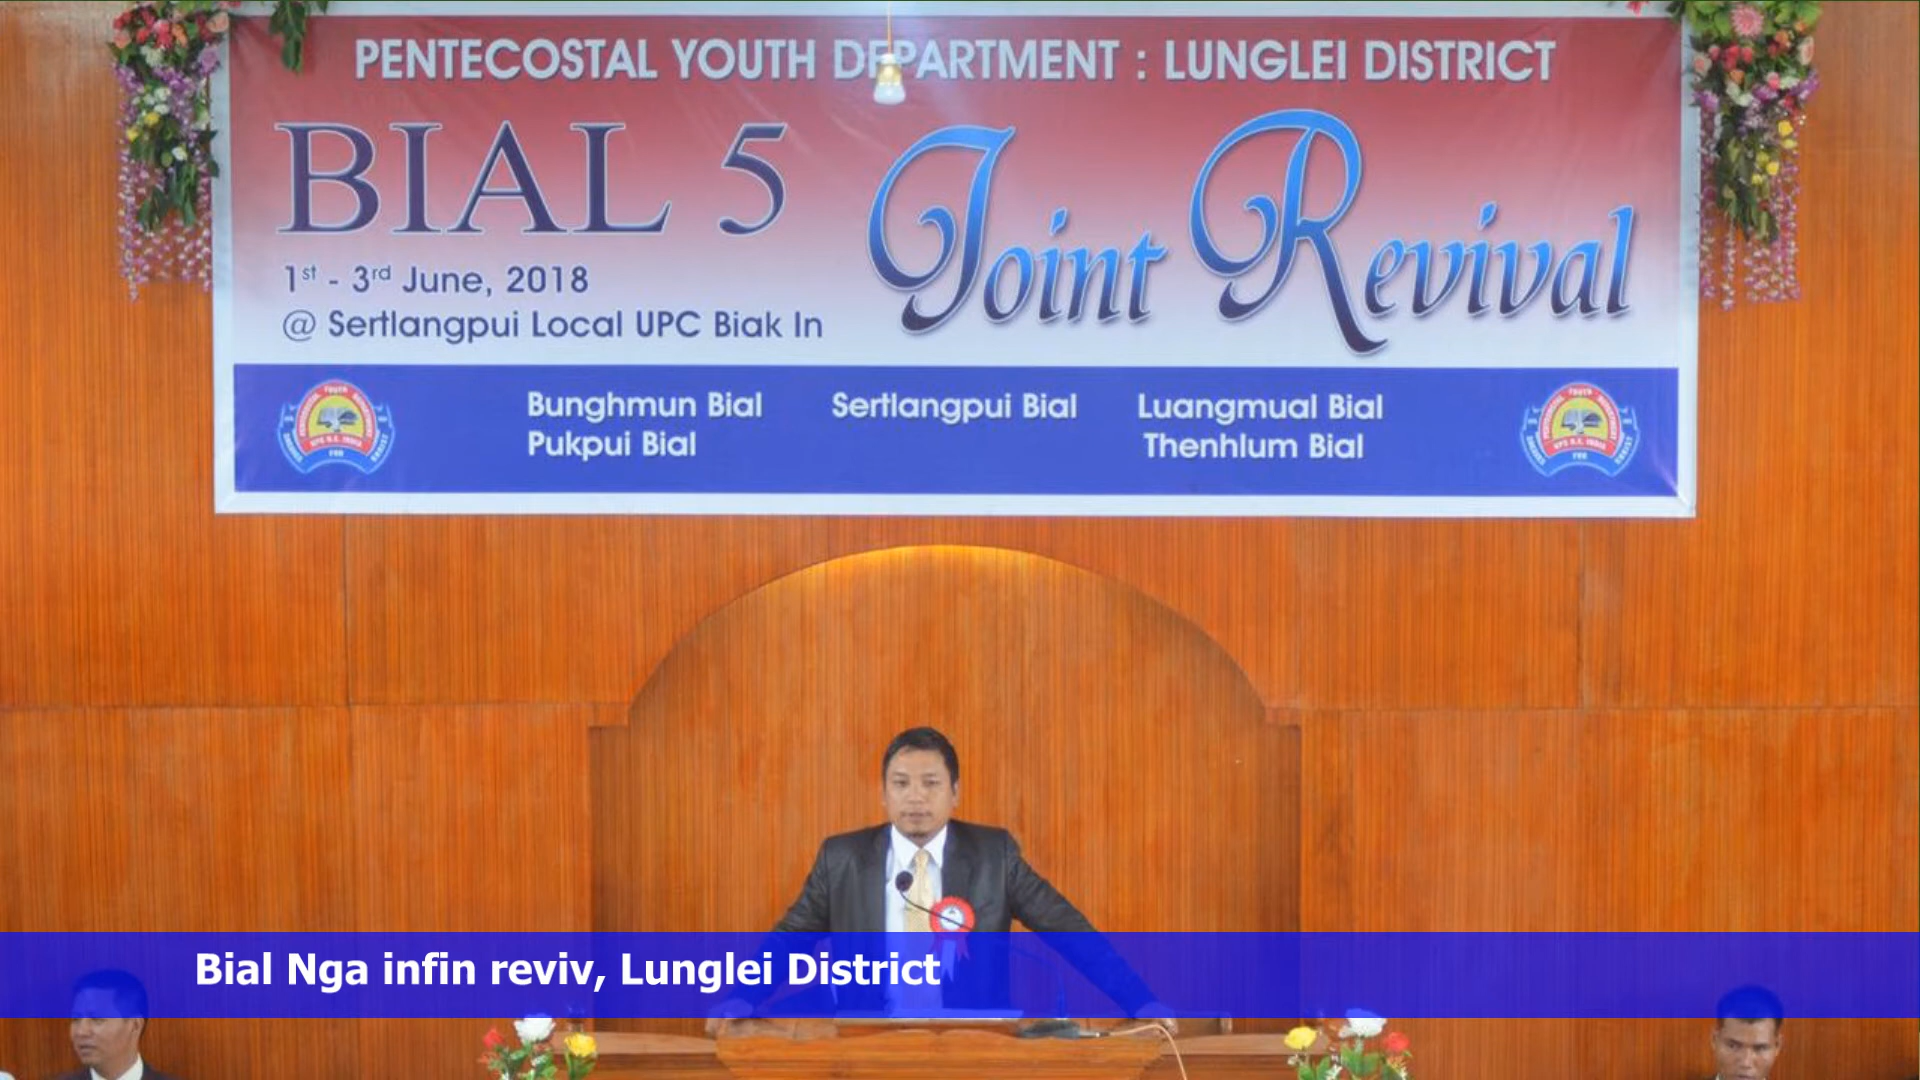 PENTECOSTAL YOUTH DEPARTMENT : LUNGLEI DISTRICT
BIAL 5
Joint Revival
1st - 3rd June, 2018
@ Sertlangpui Local UPC Biak In
Bunghmun Bial Sertlangpui Bial Luangmual Bial
Pukpui Bial Thenhlum Bial
Bial Nga infin reviv, Lunglei District